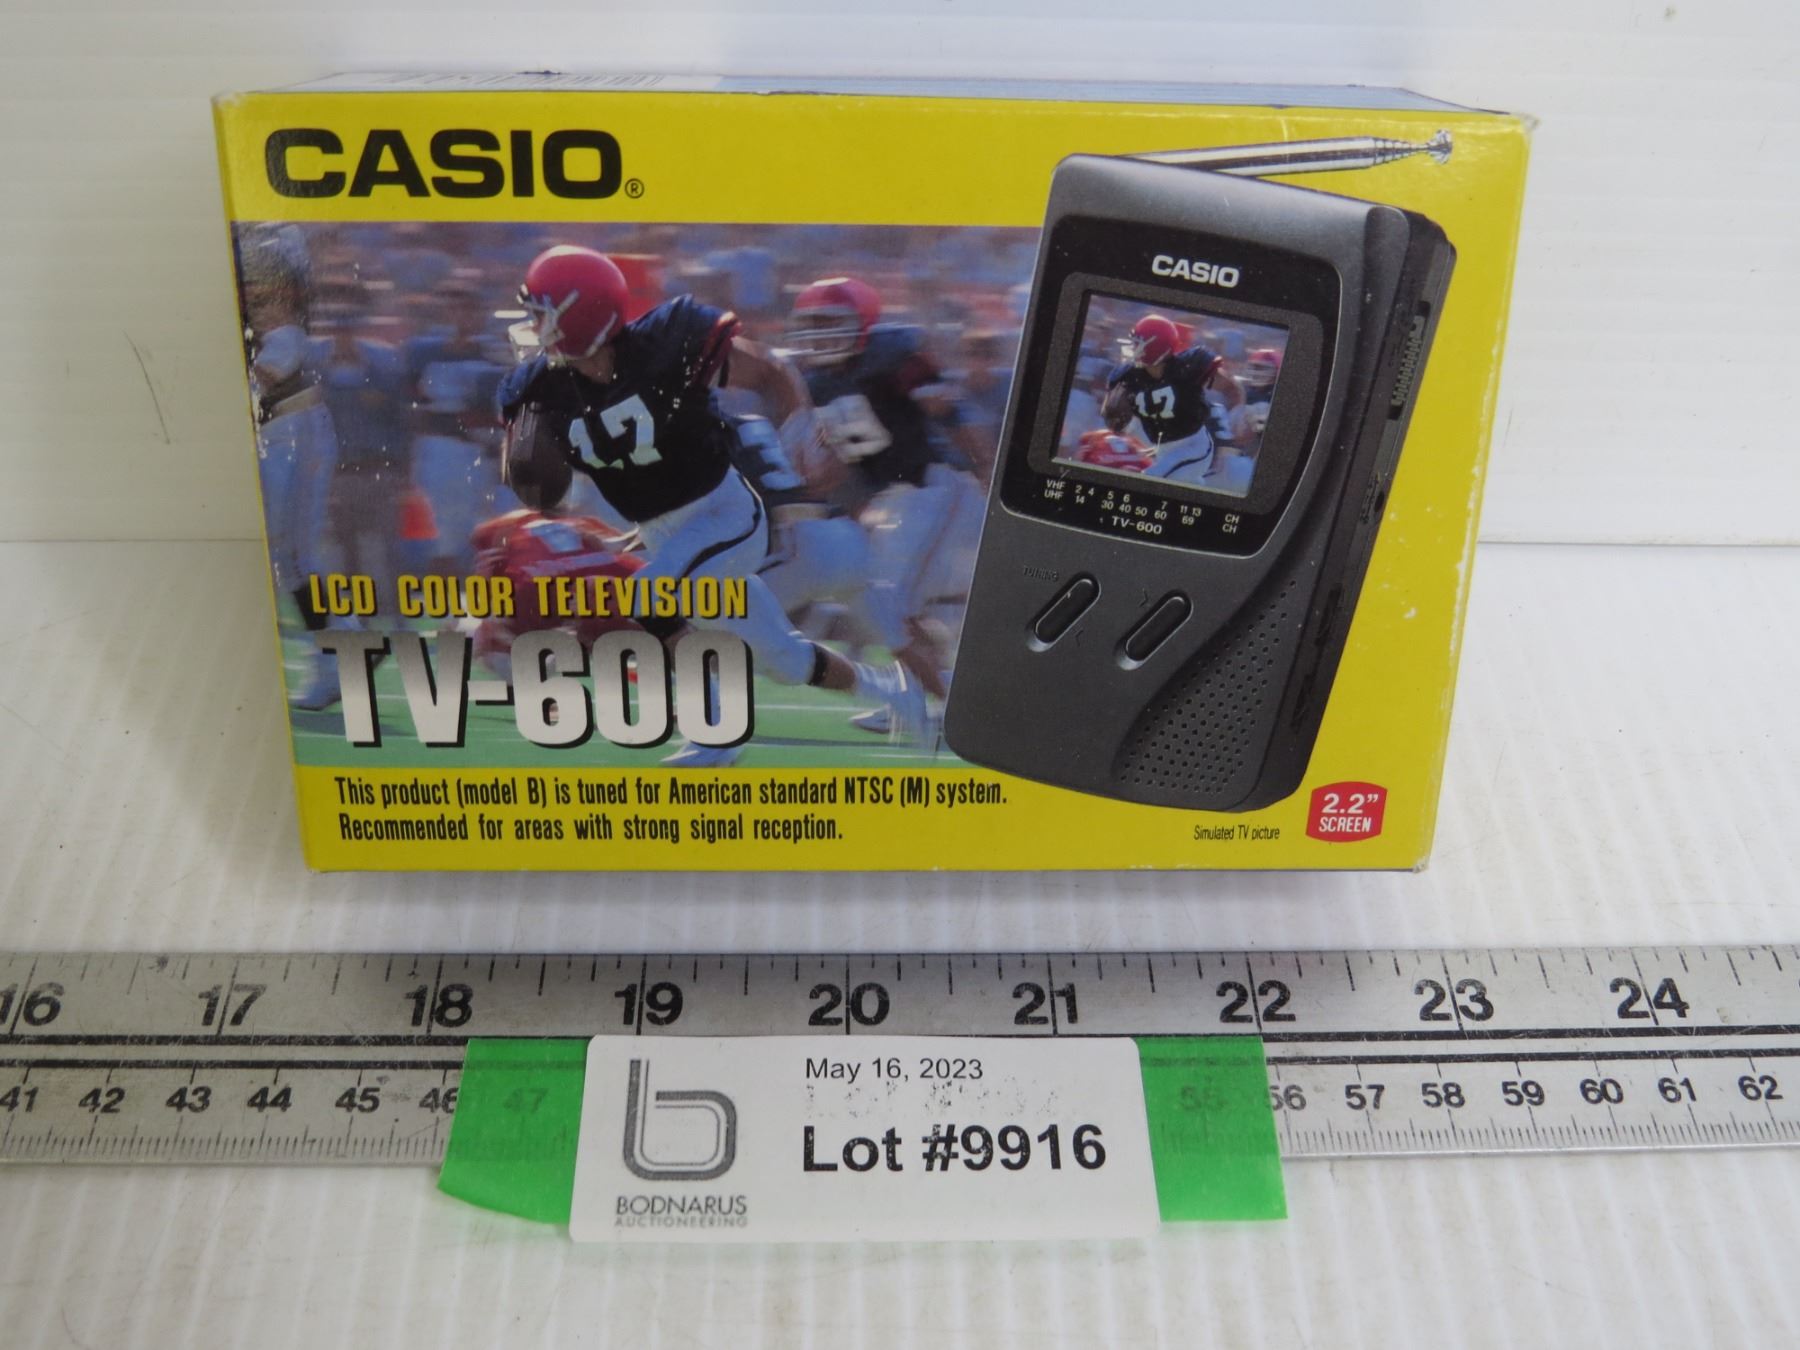 CASIO®
CASIO
17
17
VHF 2 4 5 6 7 11 13 CH
UHF 14 30 40 50 60 69 CH
TV-600
TUNING
LCD COLOR TELEVISION
TV-600
This product (model B) is tuned for American standard NTSC (M) system.
Recommended for areas with strong signal reception.
Simulated TV picture
2.2”
SCREEN
16 17 18 19 20 21 22 23 24
41 42 43 44 45 46 47 55 56 57 58 59 60 61 62
May 16, 2023
Lot #9916
BODNARUS
AUCTIONEERING